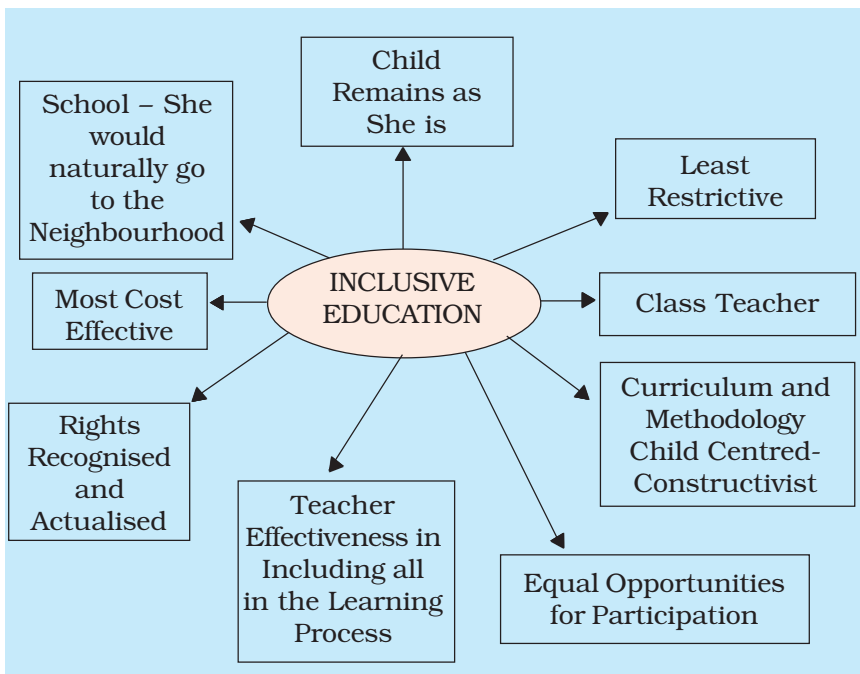 Child
Remains as
She is
School – She
would
naturally go
to the
Neighbourhood
Least
Restrictive
INCLUSIVE
EDUCATION
Most Cost
Effective
Class Teacher
Curriculum and
Methodology
Child Centred-
Constructivist
Rights
Recognised
and
Actualised
Teacher
Effectiveness in
Including all
in the Learning
Process
Equal Opportunities
for Participation